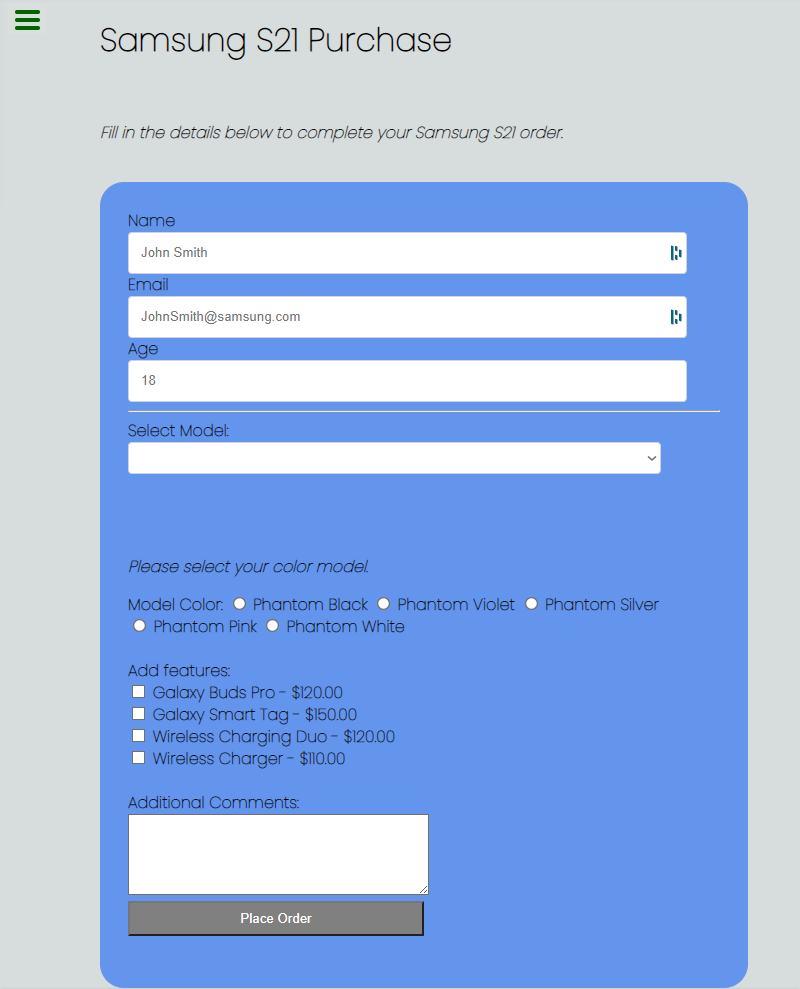 Samsung S21 Purchase
Fill in the details below to complete your Samsung S21 order.
Name
John Smith
Email
JohnSmith@samsung.com
Age
18
Select Model:
Please select your color model.
Model Color: Phantom Black Phantom Violet Phantom Silver
Phantom Pink Phantom White
Add features:
Galaxy Buds Pro - $120.00
Galaxy Smart Tag - $150.00
Wireless Charging Duo - $120.00
Wireless Charger - $110.00
Additional Comments:
Place Order